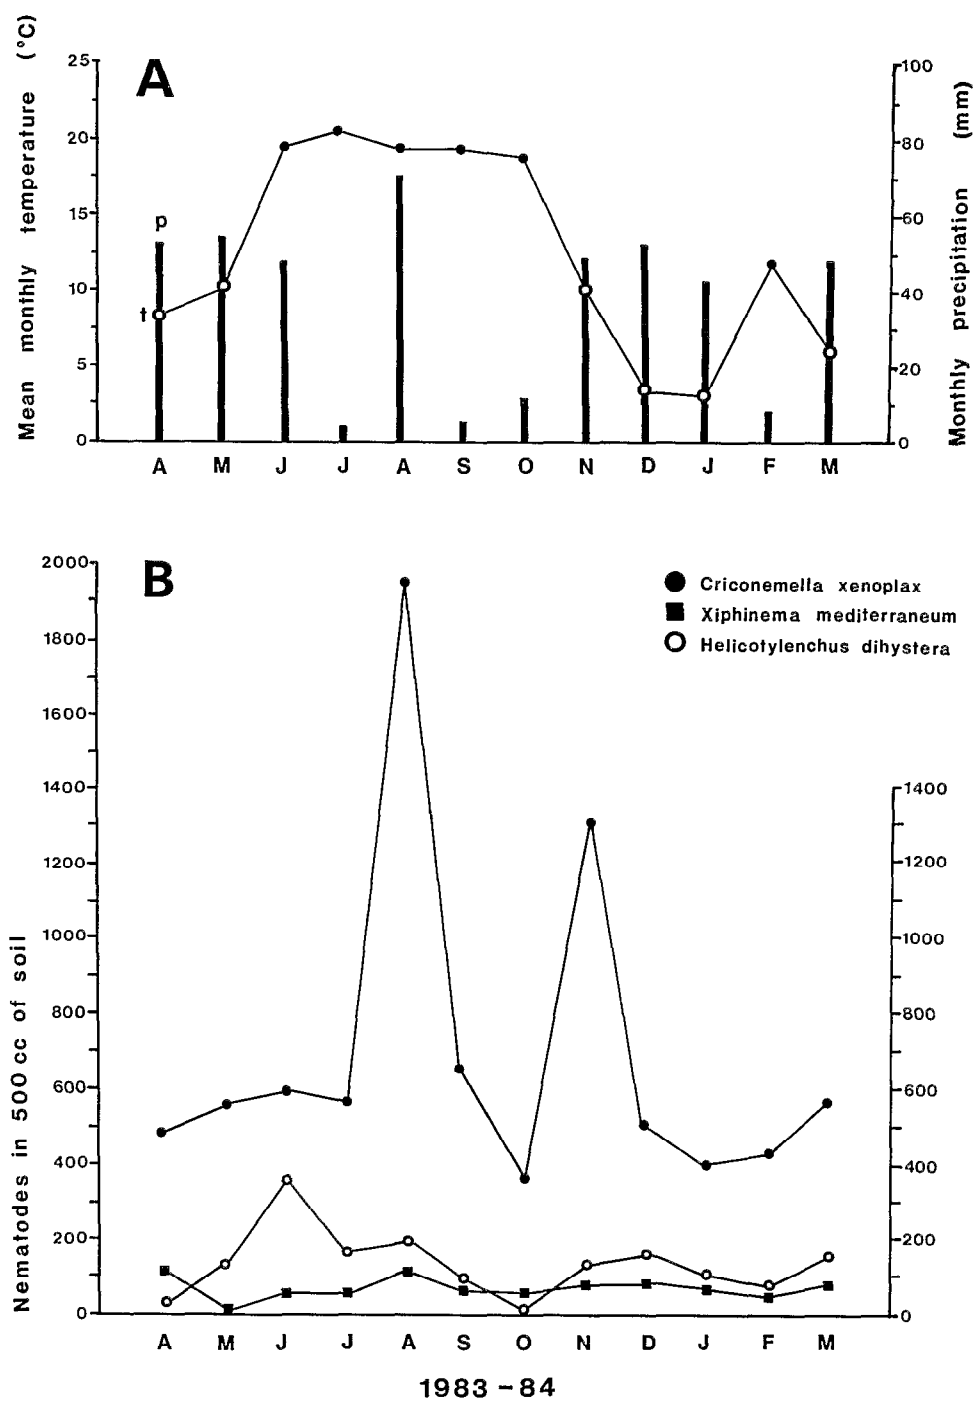 A
Mean monthly temperature (°C)
25
20
15
10
5
0
p
t
100
80
60
40
20
0
Monthly precipitation (mm)
A M J J A S O N D J F M
B
Criconemella xenoplax
Xiphinema mediterraneum
Helicotylenchus dihystera
Nematodes in 500 cc of soil
2000
1800
1600
1400
1200
1000
800
600
400
200
0
1400
1200
1000
800
600
400
200
0
A M J J A S O N D J F M
1983 – 84